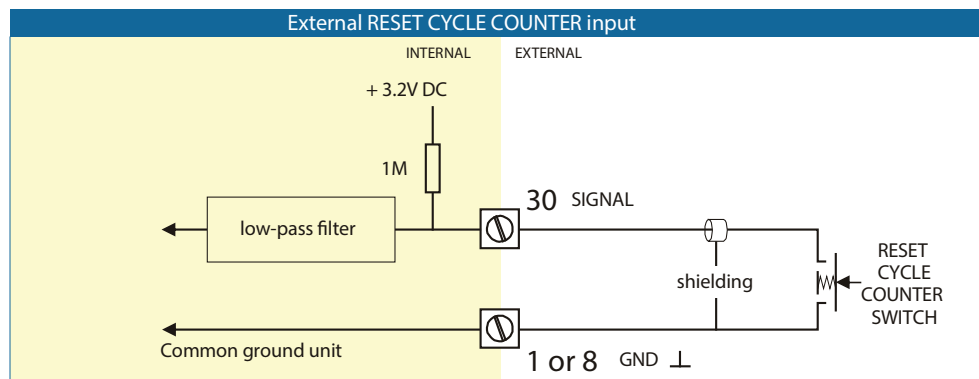 External RESET CYCLE COUNTER input
INTERNAL
EXTERNAL
+ 3.2V DC
1M
30 SIGNAL
low-pass filter
shielding
RESET
CYCLE
COUNTER
SWITCH
Common ground unit
1 or 8 GND